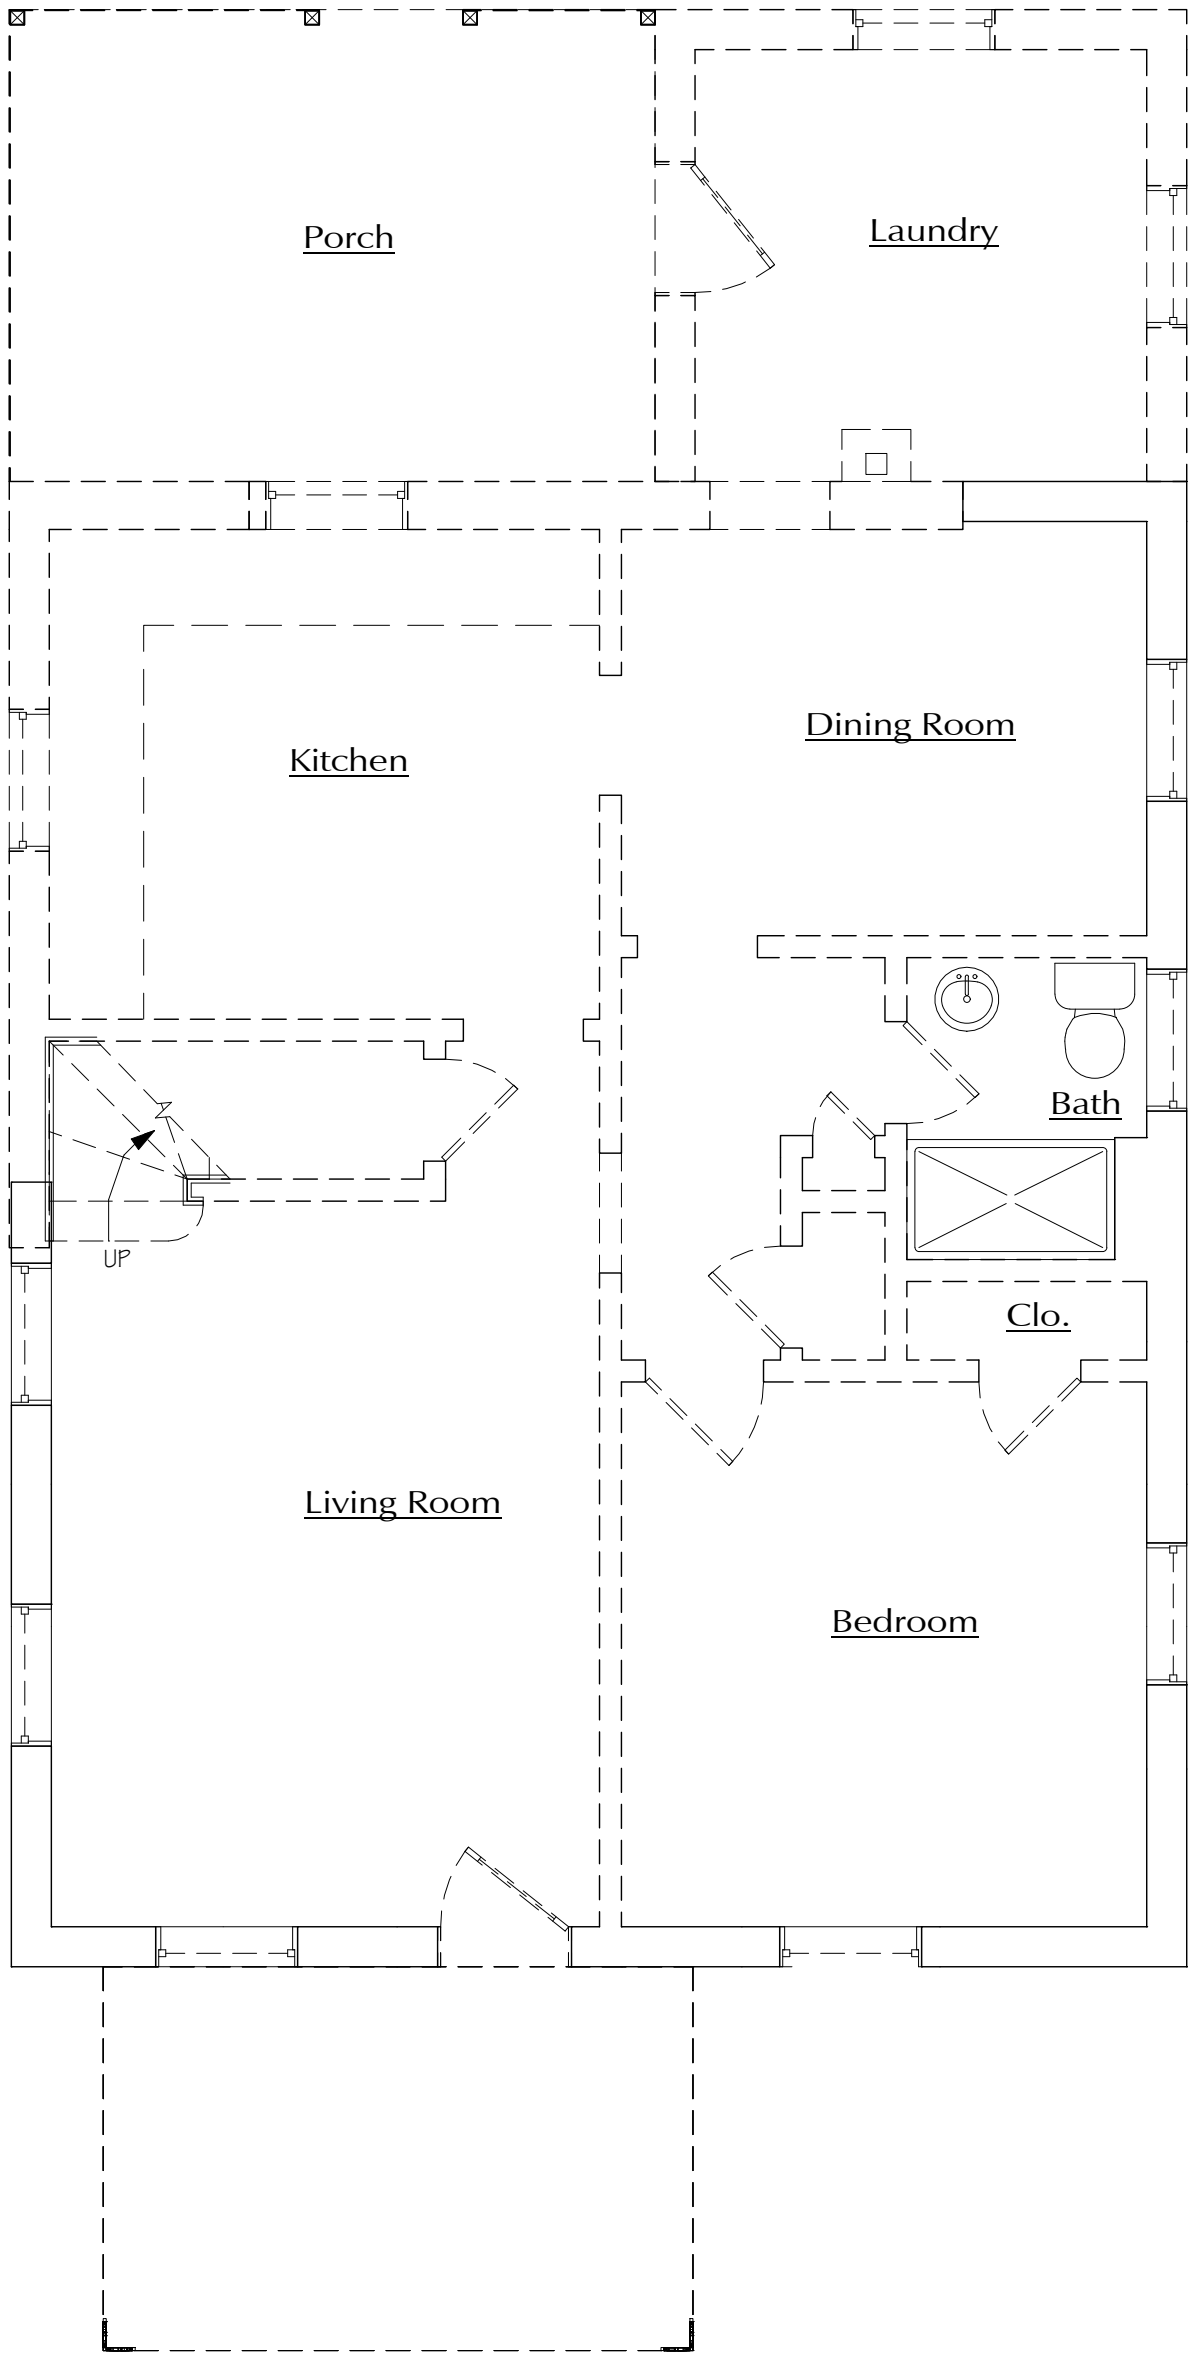 Porch
Laundry
Kitchen
Dining Room
Bath
UP
Clo.
Living Room
Bedroom